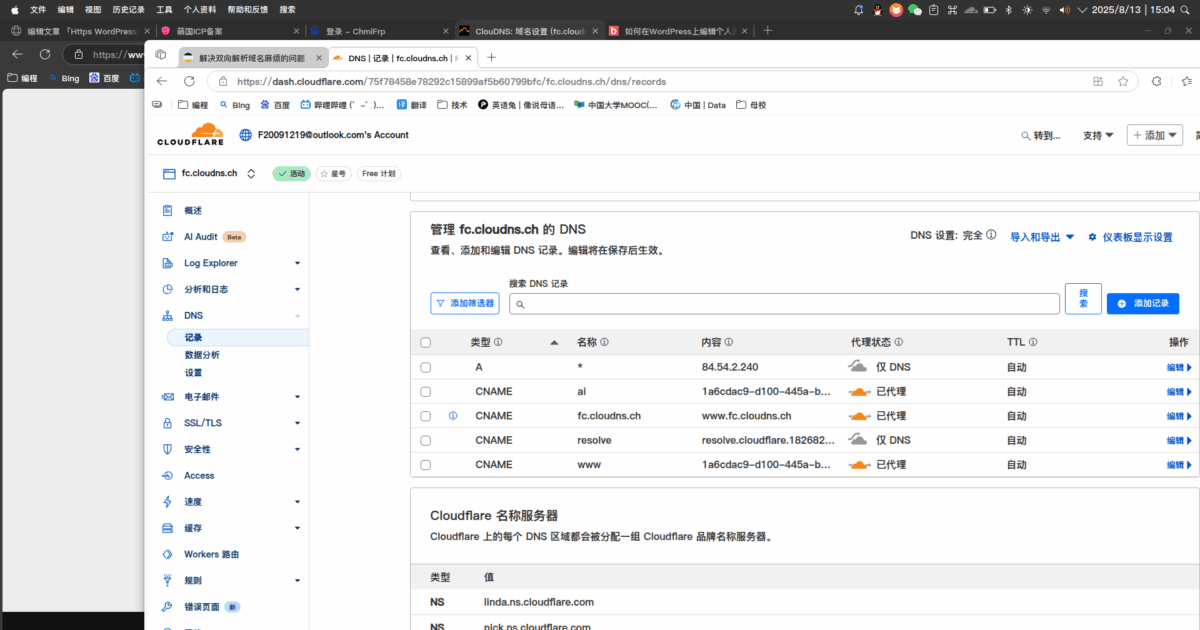 文件 编辑 视图 历史记录 工具 个人资料 帮助和反馈 搜索 2025/8/13 | 15:04
编辑文章 「Https WordPress 萌国ICP备案 登录 - ChmlFrp ClouDNS: 域名设置 (fc.cloudn 如何在WordPress上编辑个人
https://www
编程 Bing 百度
解决双向解析域名麻烦的问题 DNS | 记录 | fc.cloudns.ch | F
https://dash.cloudflare.com/75f78458e78292c15899af5b60799bfc/fc.cloudns.ch/dns/records
编程 Bing 百度 哔哩哔哩 (゜-゜)... 翻译 技术 英语兔 | 像说母语... 中国大学MOOC(... 中国 | Data 母校
CLOUDFLARE F20091219@outlook.com's Account 转到... 支持 添加
fc.cloudns.ch 活动 星号 Free 计划
概述
AI Audit Beta
Log Explorer
分析和日志
DNS
记录
数据分析
设置
电子邮件
SSL/TLS
安全性
Access
速度
缓存
Workers 路由
规则
错误页面 新
管理 fc.cloudns.ch 的 DNS
查看、添加和编辑 DNS 记录。编辑将在保存后生效。
DNS 设置: 完全 导入和导出 仪表板显示设置
搜索 DNS 记录
添加筛选器 搜索 添加记录
类型 名称 内容 代理状态 TTL 操作
A * 84.54.2.240 仅 DNS 自动 编辑
CNAME ai 1a6cdac9-d100-445a-b... 已代理 自动 编辑
CNAME fc.cloudns.ch www.fc.cloudns.ch 已代理 自动 编辑
CNAME resolve resolve.cloudflare.182682... 仅 DNS 自动 编辑
CNAME www 1a6cdac9-d100-445a-b... 已代理 自动 编辑
Cloudflare 名称服务器
Cloudflare 上的每个 DNS 区域都会被分配一组 Cloudflare 品牌名称服务器。
类型 值
NS linda.ns.cloudflare.com
NS nick.ns.cloudflare.com